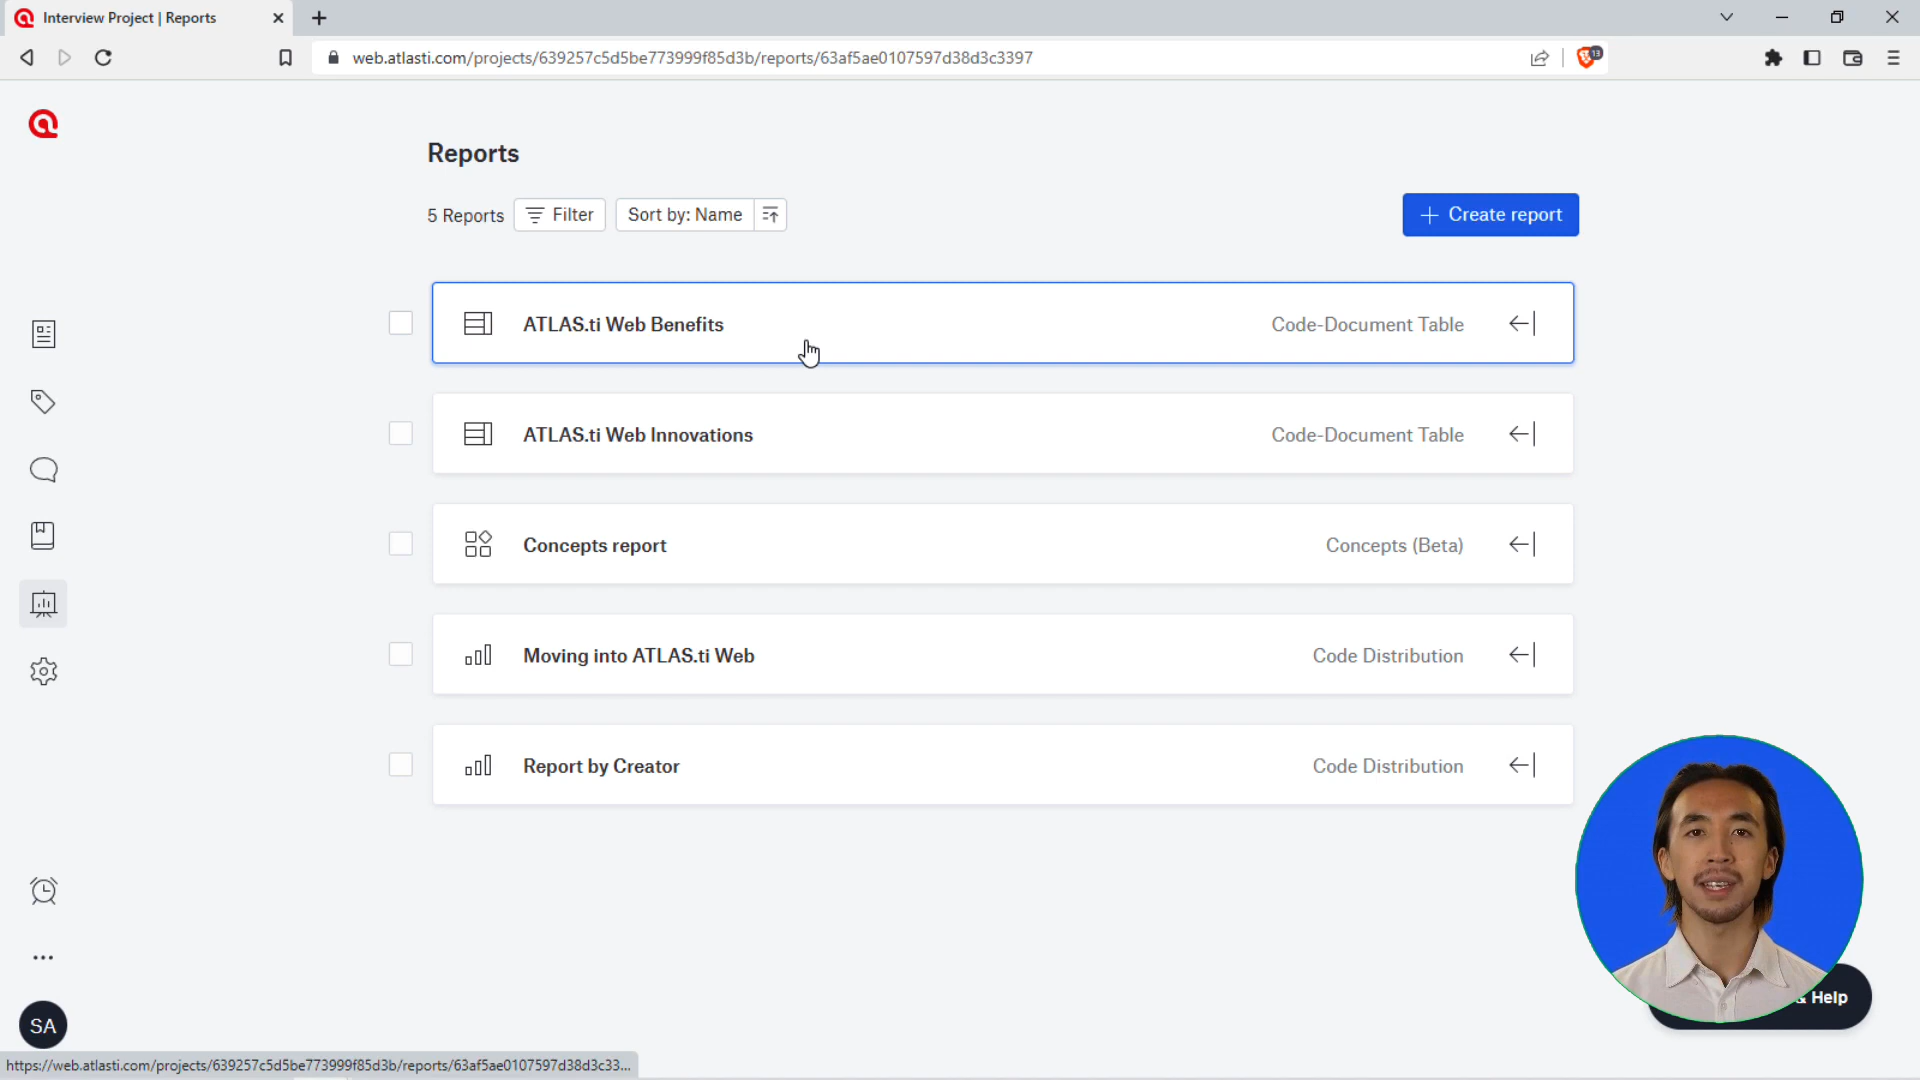 Interview Project | Reports
web.atlasti.com/projects/639257c5d5be773999f85d3b/reports/63af5ae0107597d38d3c3397
13
Reports
5 Reports
Filter
Sort by: Name
Create report
ATLAS.ti Web Benefits
Code-Document Table
ATLAS.ti Web Innovations
Code-Document Table
Concepts report
Concepts (Beta)
Moving into ATLAS.ti Web
Code Distribution
Report by Creator
Code Distribution
& Help
SA
https://web.atlasti.com/projects/639257c5d5be773999f85d3b/reports/63af5ae0107597d38d3c33...